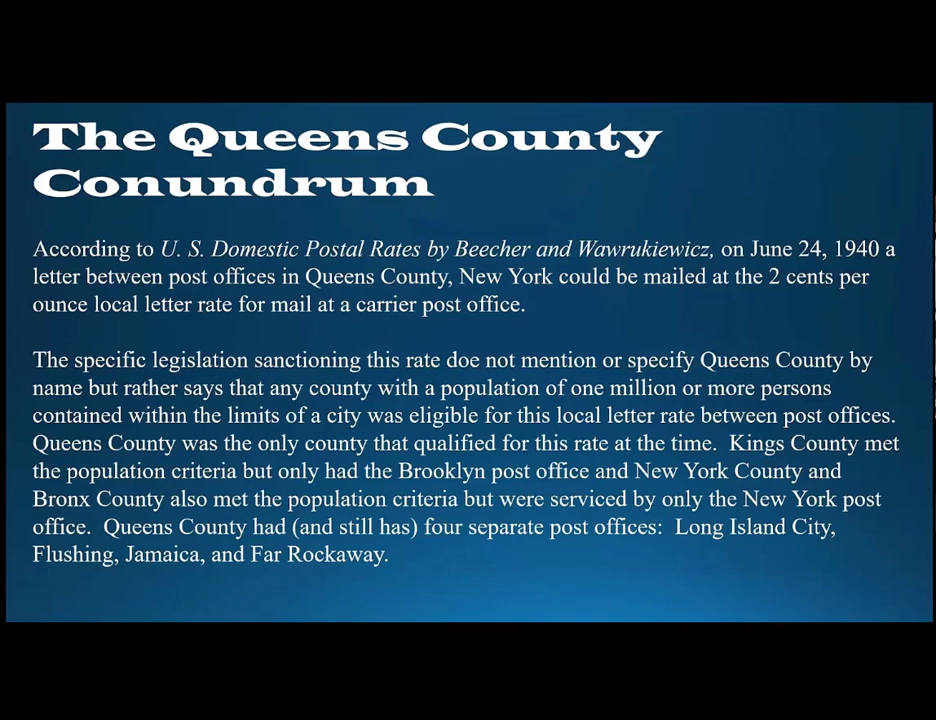 The Queens County
Conundrum
According to U. S. Domestic Postal Rates by Beecher and Wawrukiewicz, on June 24, 1940 a
letter between post offices in Queens County, New York could be mailed at the 2 cents per
ounce local letter rate for mail at a carrier post office.
The specific legislation sanctioning this rate doe not mention or specify Queens County by
name but rather says that any county with a population of one million or more persons
contained within the limits of a city was eligible for this local letter rate between post offices.
Queens County was the only county that qualified for this rate at the time.  Kings County met
the population criteria but only had the Brooklyn post office and New York County and
Bronx County also met the population criteria but were serviced by only the New York post
office.  Queens County had (and still has) four separate post offices:  Long Island City,
Flushing, Jamaica, and Far Rockaway.